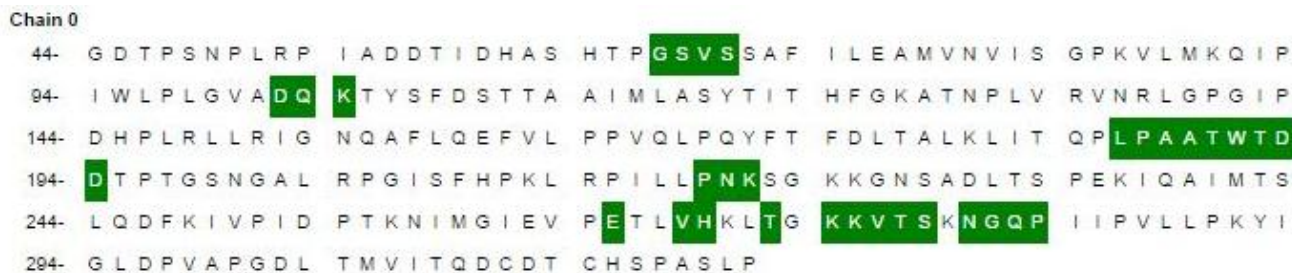 Chain 0
44- G D T P S N P L R P I A D D T I D H A S H T P G S V S S A F I L E A M V N V I S G P K V L M K Q I P
94- I W L P L G V A D Q K T Y S F D S T T A A I M L A S Y T I T H F G K A T N P L V R V N R L G P G I P
144- D H P L R L L R I G N Q A F L Q E F V L P P V Q L P Q Y F T F D L T A L K L I T Q P L P A A T W T D
194- D T P T G S N G A L R P G I S F H P K L R P I L L P N K S G K K G N S A D L T S P E K I Q A I M T S
244- L Q D F K I V P I D P T K N I M G I E V P E T L V H K L T G K K V T S K N G Q P I I P V L L P K Y I
294- G L D P V A P G D L T M V I T Q D C D T C H S P A S L P